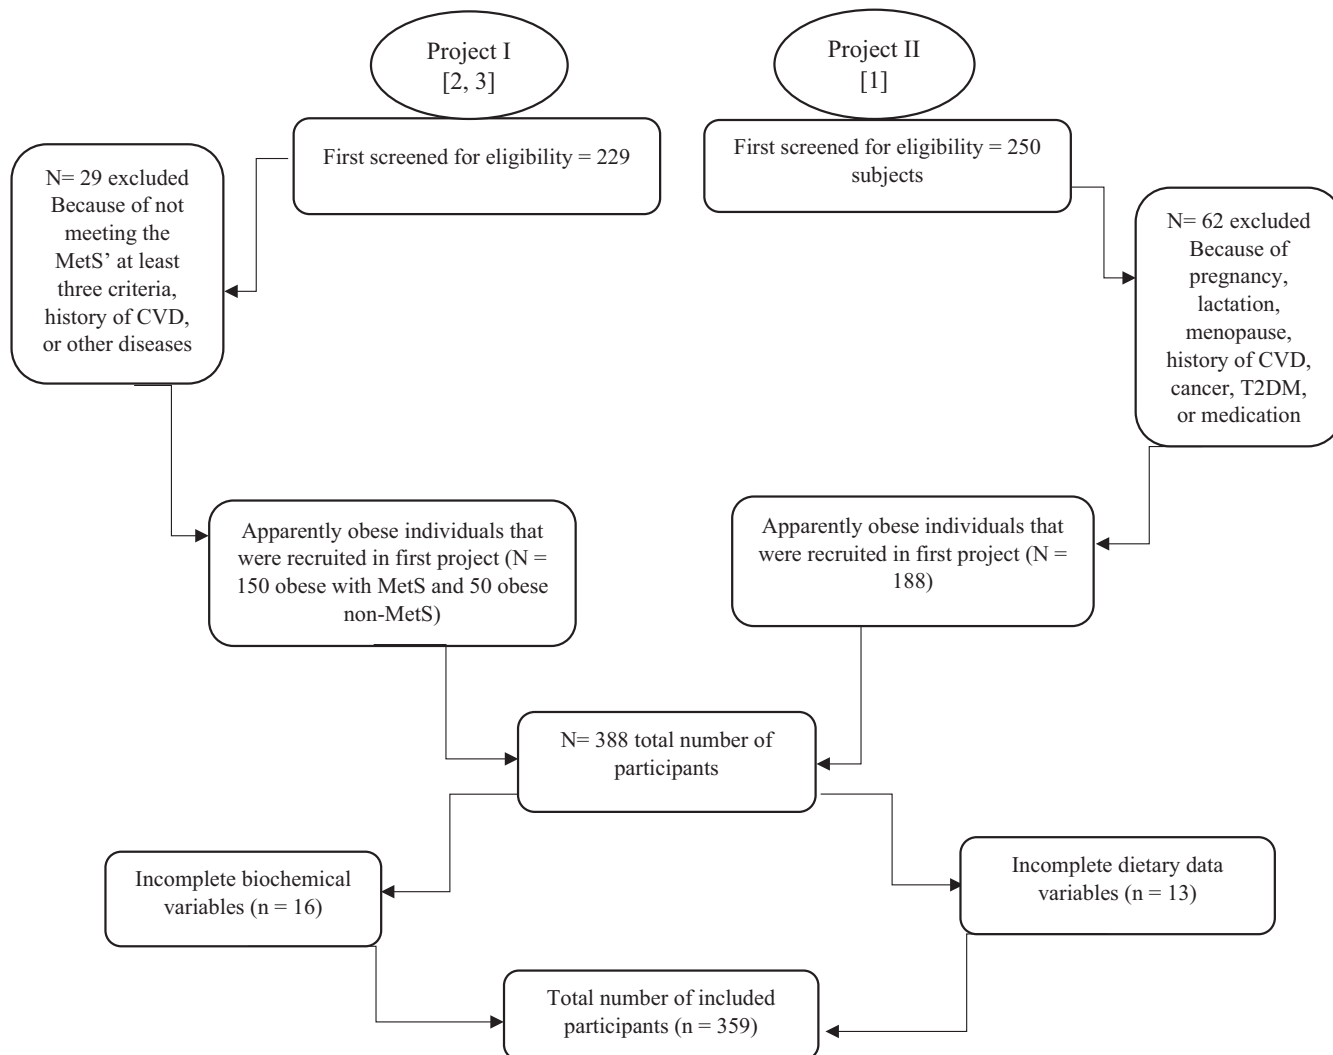 Project I
[2, 3]
Project II
[1]
First screened for eligibility = 229
First screened for eligibility = 250
subjects
N= 29 excluded
Because of not
meeting the
MetS’ at least
three criteria,
history of CVD,
or other diseases
N= 62 excluded
Because of
pregnancy,
lactation,
menopause,
history of CVD,
cancer, T2DM,
or medication
Apparently obese individuals that
were recruited in first project (N =
150 obese with MetS and 50 obese
non-MetS)
Apparently obese individuals that
were recruited in first project (N =
188)
N= 388 total number of
participants
Incomplete biochemical
variables (n = 16)
Incomplete dietary data
variables (n = 13)
Total number of included
participants (n = 359)